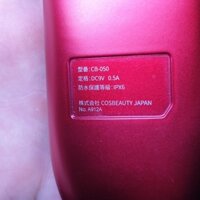 型番: CB-050
定格: DC9V 0.5A
防水保護等級: IPX6
株式会社 COSBEAUTY JAPAN
No. A912A